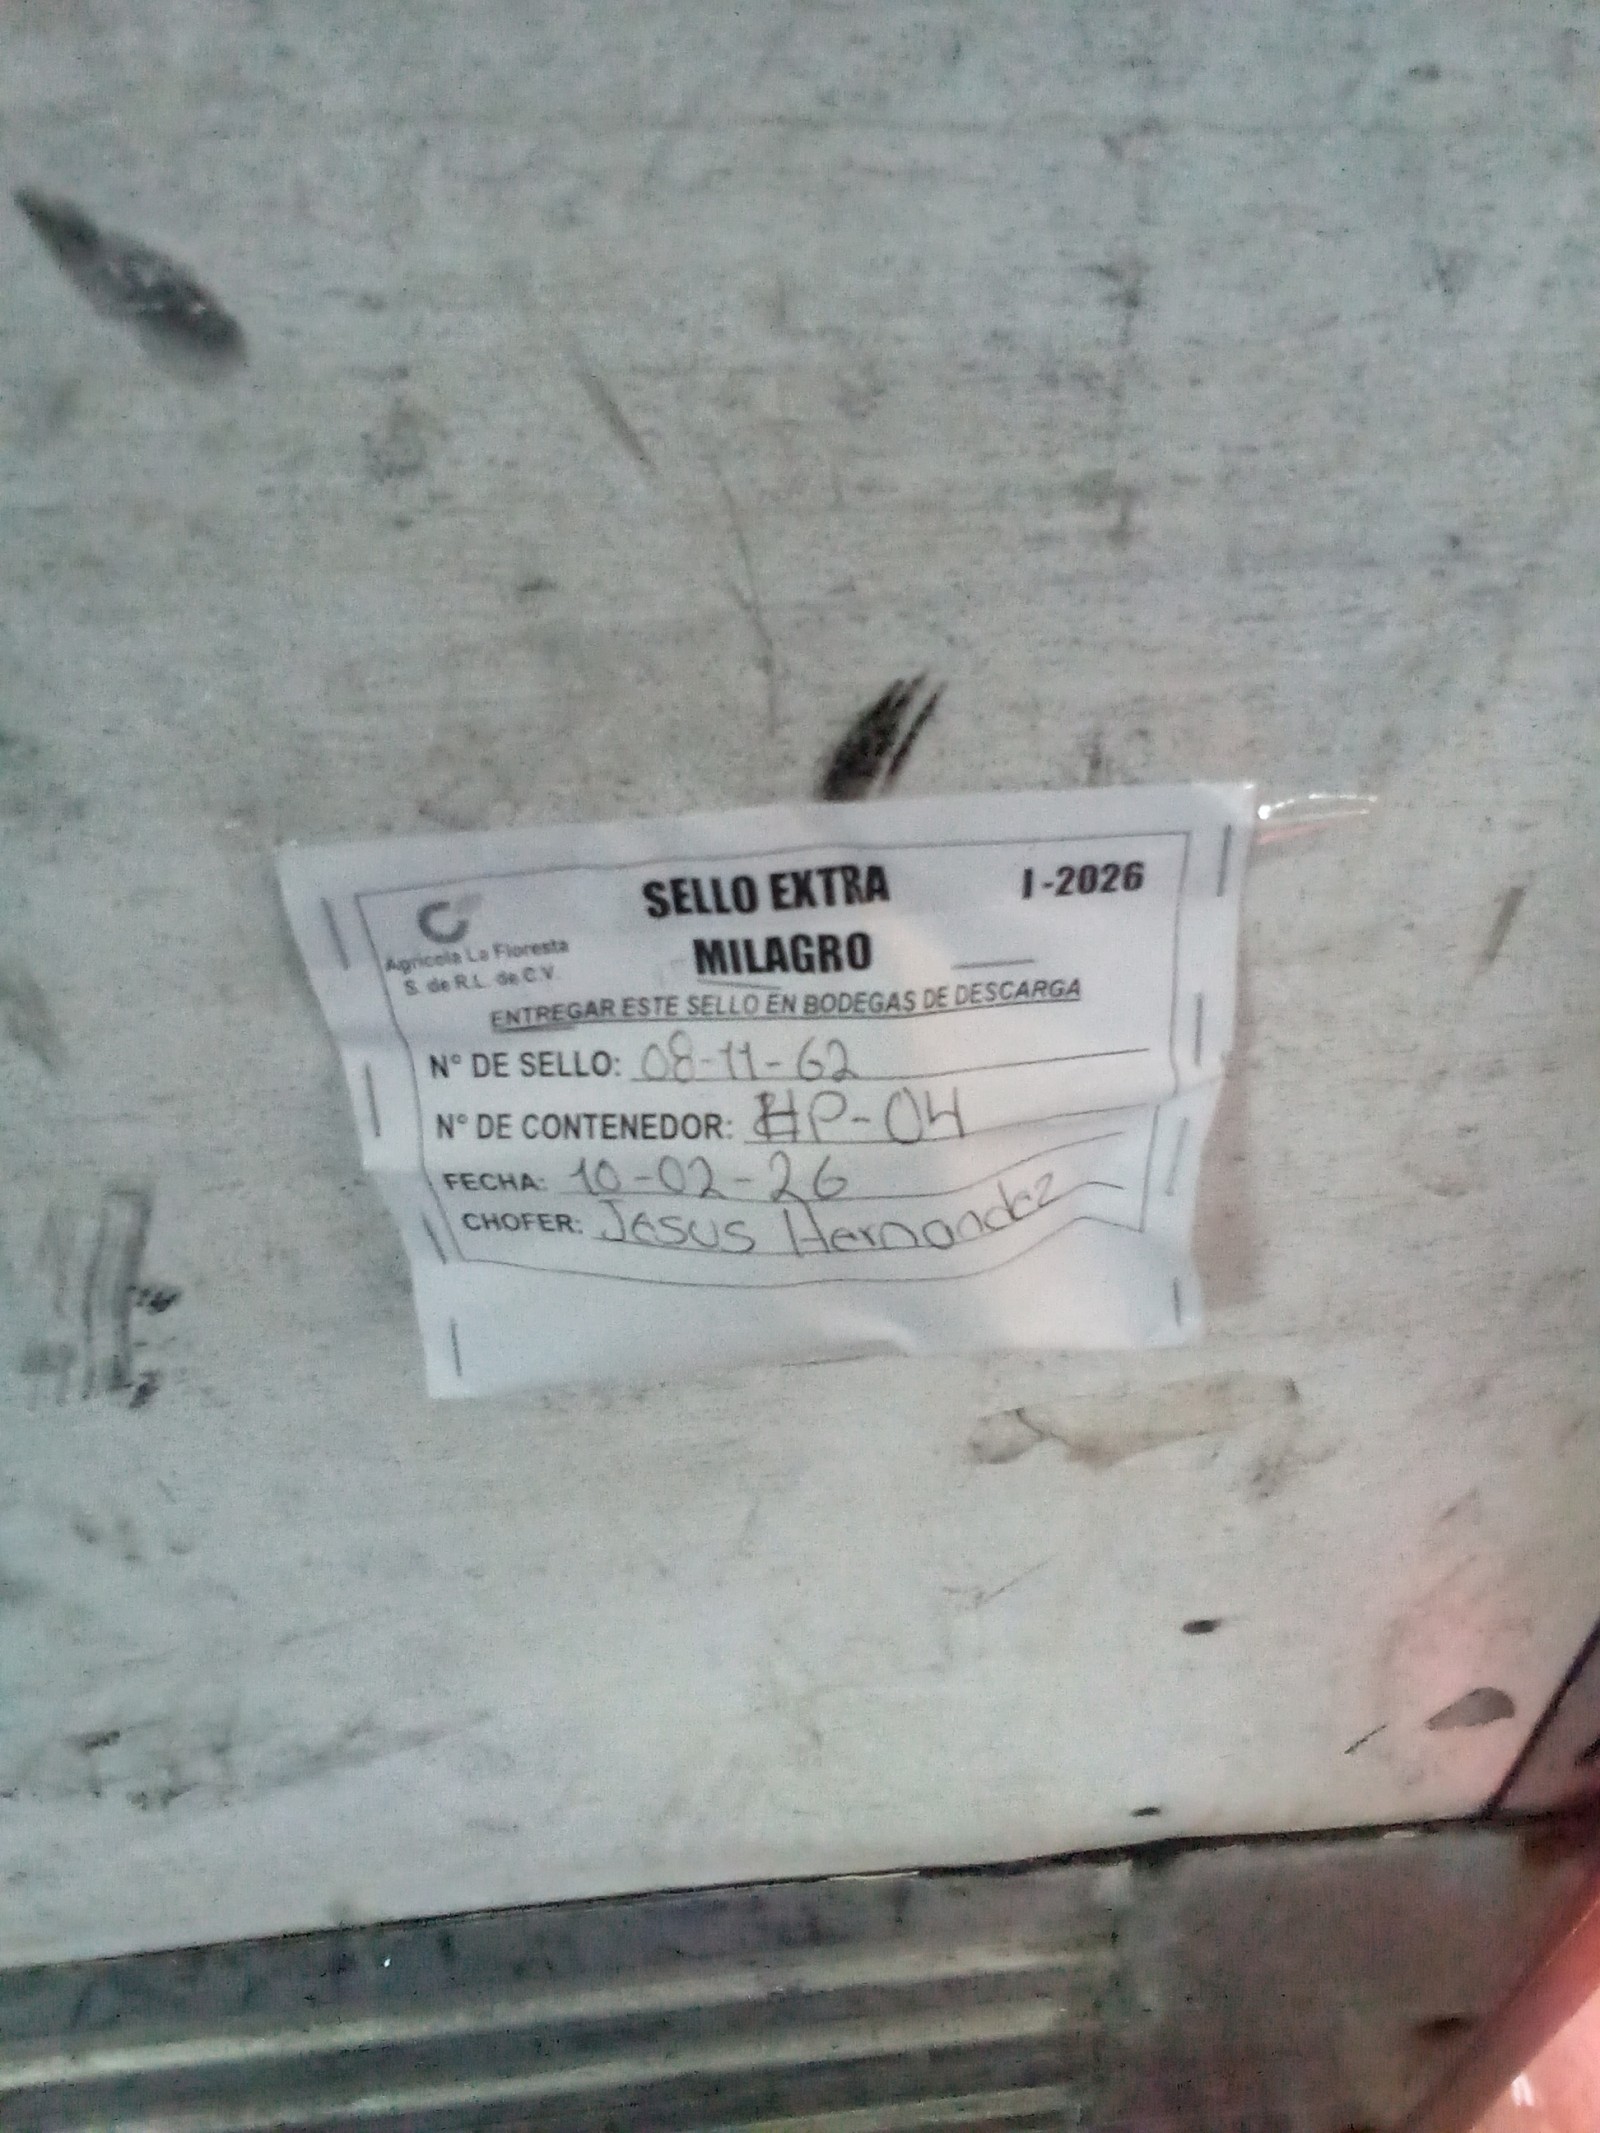 SELLO EXTRA I-2026
MILAGRO
Agricola La Floresta
S. de R.L. de C.V.
ENTREGAR ESTE SELLO EN BODEGAS DE DESCARGA
N° DE SELLO: 08-11-62
N° DE CONTENEDOR: HP-04
FECHA: 10-02-26
CHOFER: Jesus Hernandez